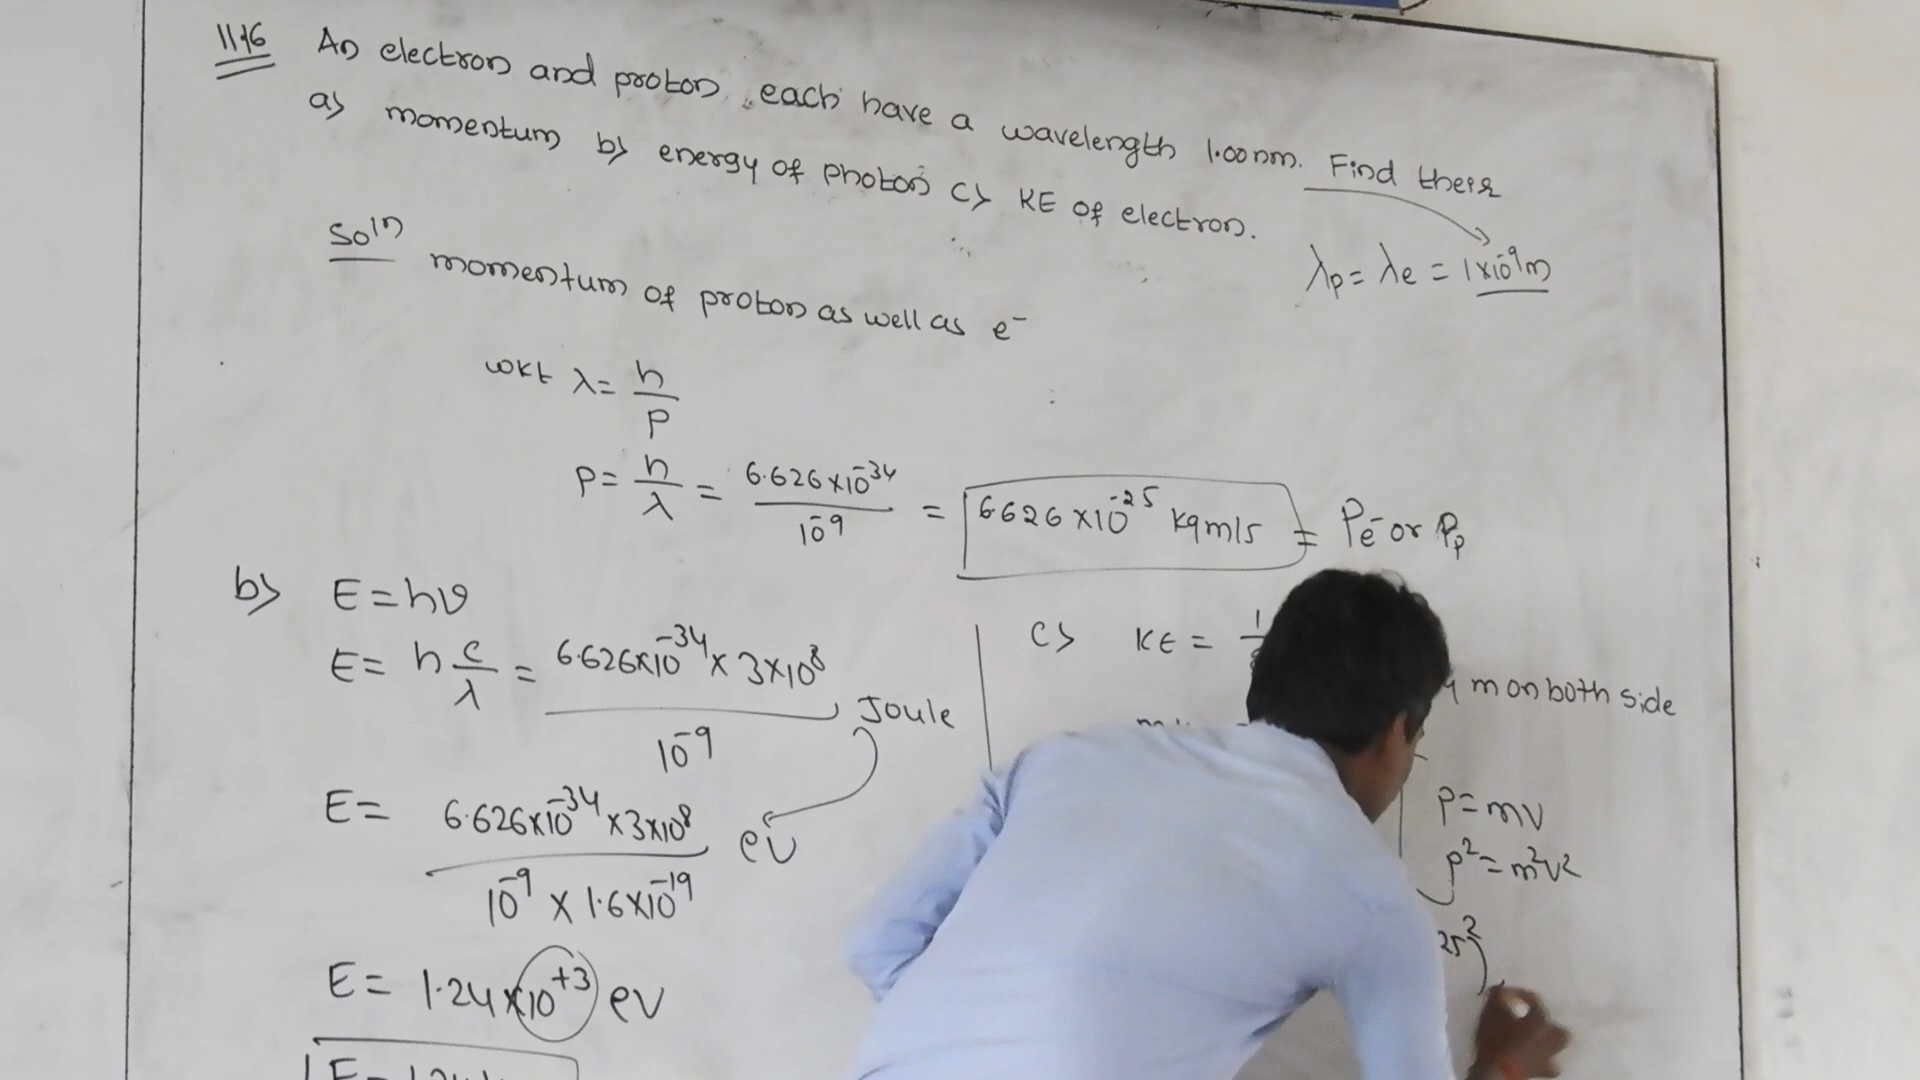 11.16 An electron and proton, each have a wavelength 1.00nm. Find their
a) momentum b) energy of photon c) KE of electron.
λp = λe = 1×10⁻⁹m
Soln momentum of proton as well as e⁻
wkt λ = h/P
P = h/λ = 6.626×10⁻³⁴/10⁻⁹ = 6.626×10⁻²⁵ kgm/s = Pe⁻ or Pp
b) E = hν
E = h c/λ = 6.626×10⁻³⁴ × 3×10⁸/10⁻⁹ Joule
E = 6.626×10⁻³⁴ × 3×10⁸/10⁻⁹ × 1.6×10⁻¹⁹ eV
E = 1.24×10⁺³ eV
E =
c) KE = 1
m on both side
P = mv
p² = m²v²
25²)